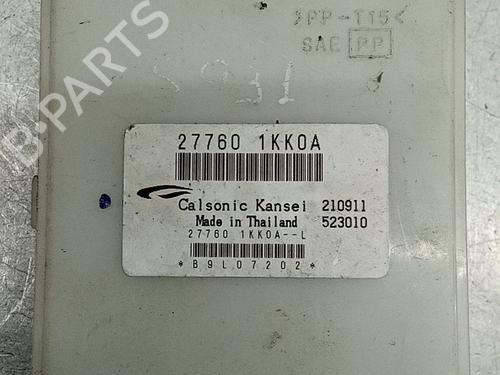 >PP-T15<
SAE PP
B-PARTS
27760 1KK0A
Calsonic Kansei 210911
Made in Thailand 523010
27760 1KK0A--L
*B9L07202*